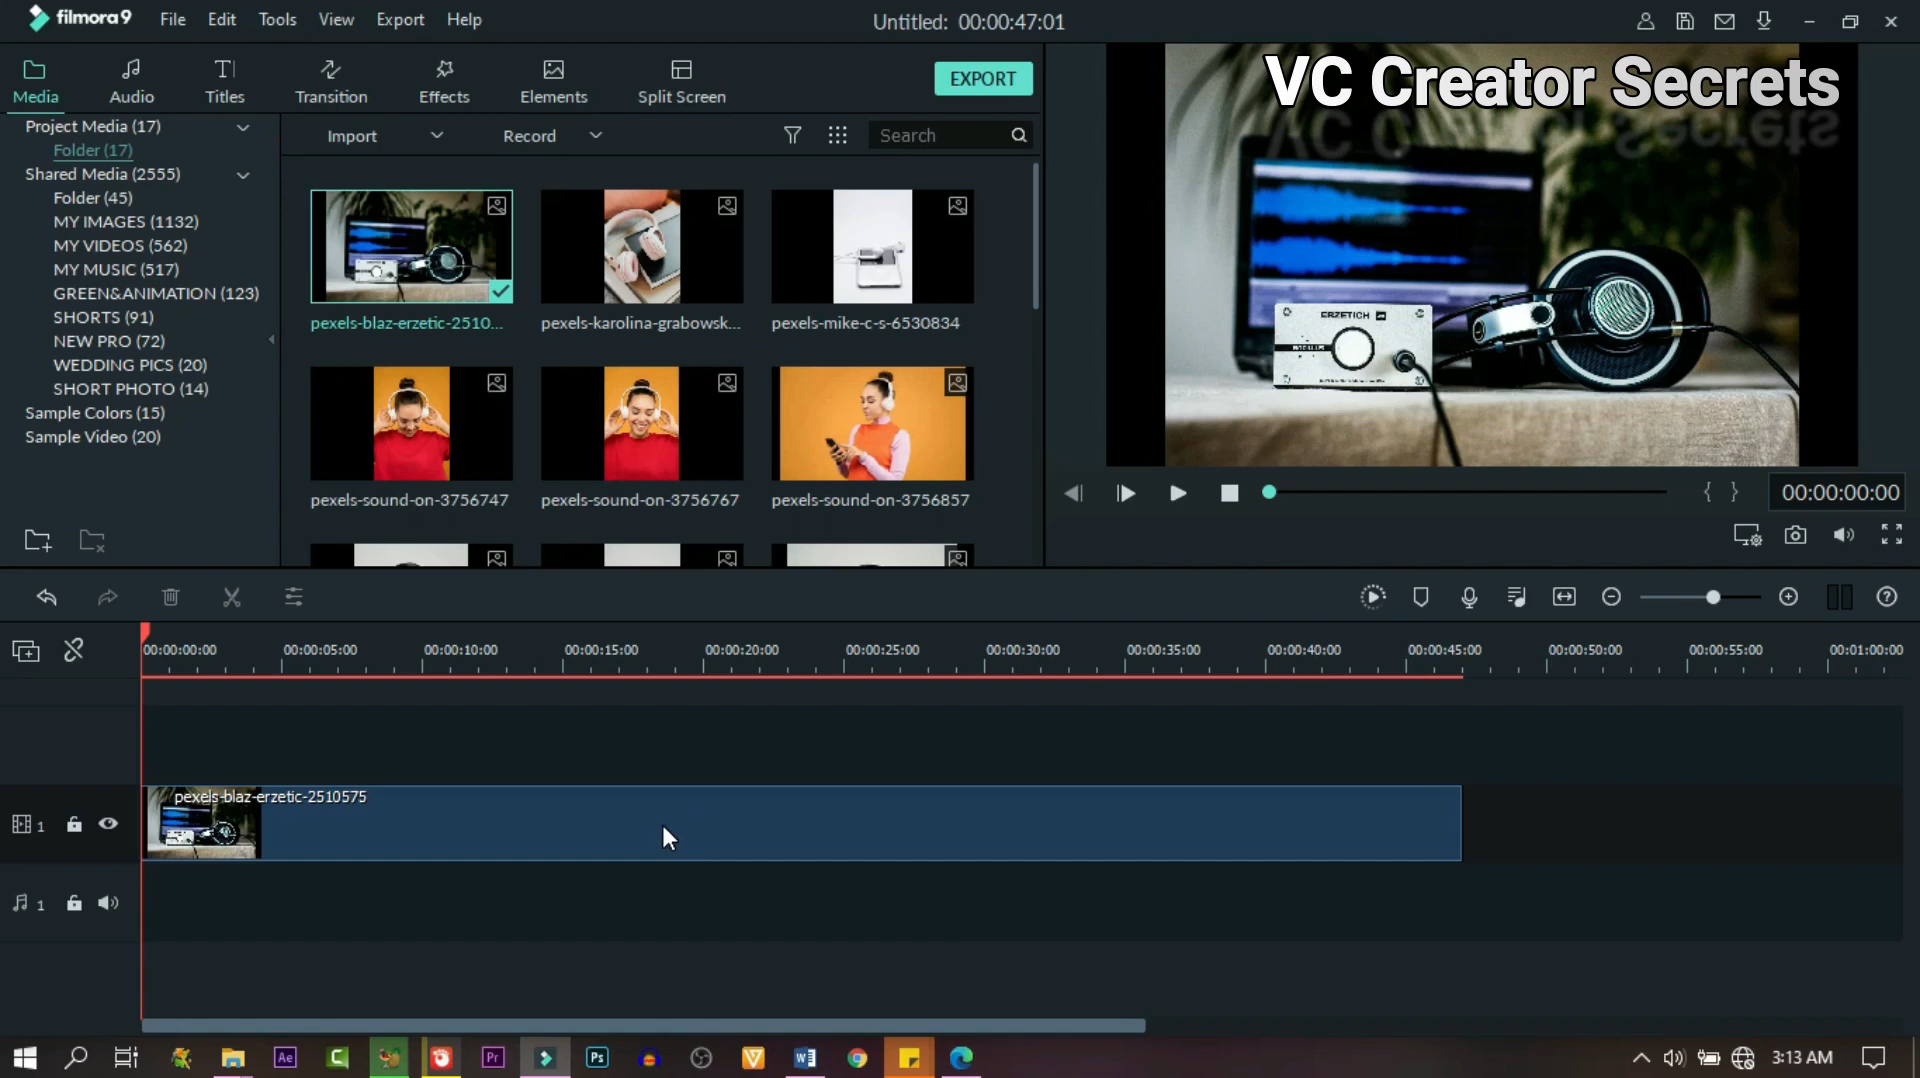 filmora9
File Edit Tools View Export Help
Untitled: 00:00:47:01
Media Audio Titles Transition Effects Elements Split Screen
EXPORT
Project Media (17)
Folder (17)
Shared Media (2555)
Folder (45)
MY IMAGES (1132)
MY VIDEOS (562)
MY MUSIC (517)
GREEN&ANIMATION (123)
SHORTS (91)
NEW PRO (72)
WEDDING PICS (20)
SHORT PHOTO (14)
Sample Colors (15)
Sample Video (20)
Import Record Search
pexels-blaz-erzetic-2510... pexels-karolina-grabowsk... pexels-mike-c-s-6530834
pexels-sound-on-3756747 pexels-sound-on-3756767 pexels-sound-on-3756857
VC Creator Secrets
ERZETICH
00:00:00:00
00:00:00:00 00:00:05:00 00:00:10:00 00:00:15:00 00:00:20:00 00:00:25:00 00:00:30:00 00:00:35:00 00:00:40:00 00:00:45:00 00:00:50:00 00:00:55:00 00:01:00:00
pexels-blaz-erzetic-2510575
1
1
Ae Pr Ps
3:13 AM